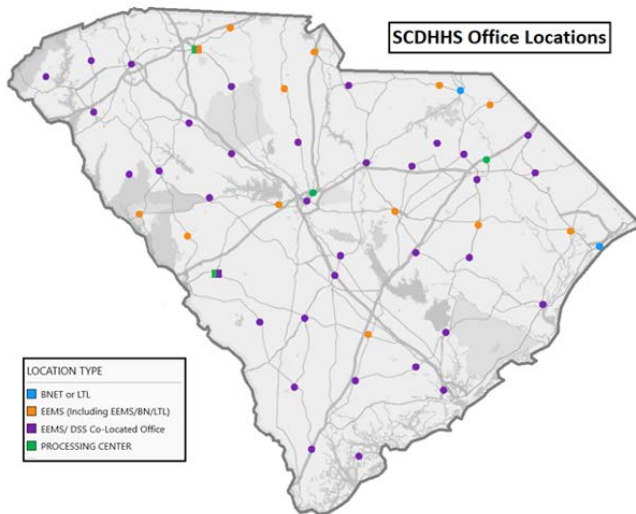 SCDHHS Office Locations
LOCATION TYPE
BNET or LTL
EEMS (Including EEMS/BN/LTL)
EEMS/ DSS Co-Located Office
PROCESSING CENTER